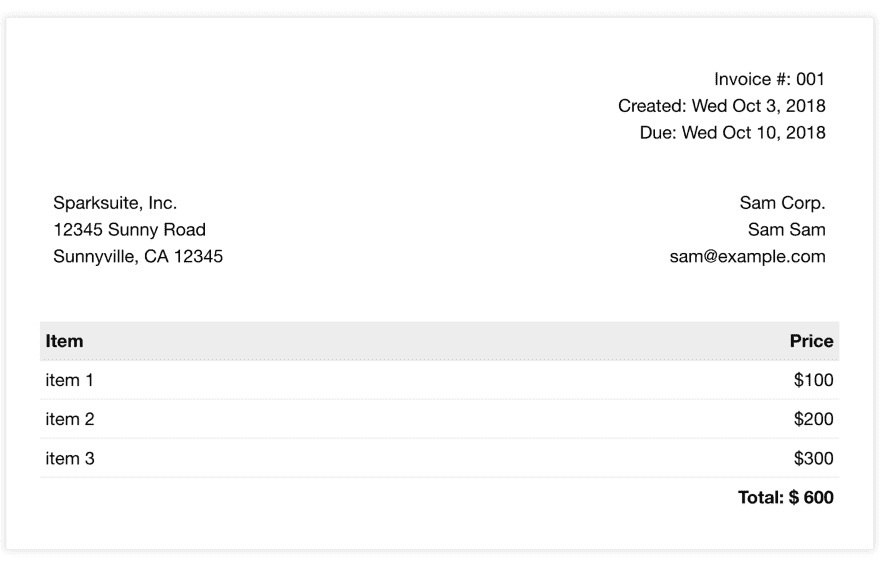 Invoice #: 001
Created: Wed Oct 3, 2018
Due: Wed Oct 10, 2018
Sparksuite, Inc.
12345 Sunny Road
Sunnyville, CA 12345
Sam Corp.
Sam Sam
sam@example.com
Item Price
item 1 $100
item 2 $200
item 3 $300
Total: $ 600